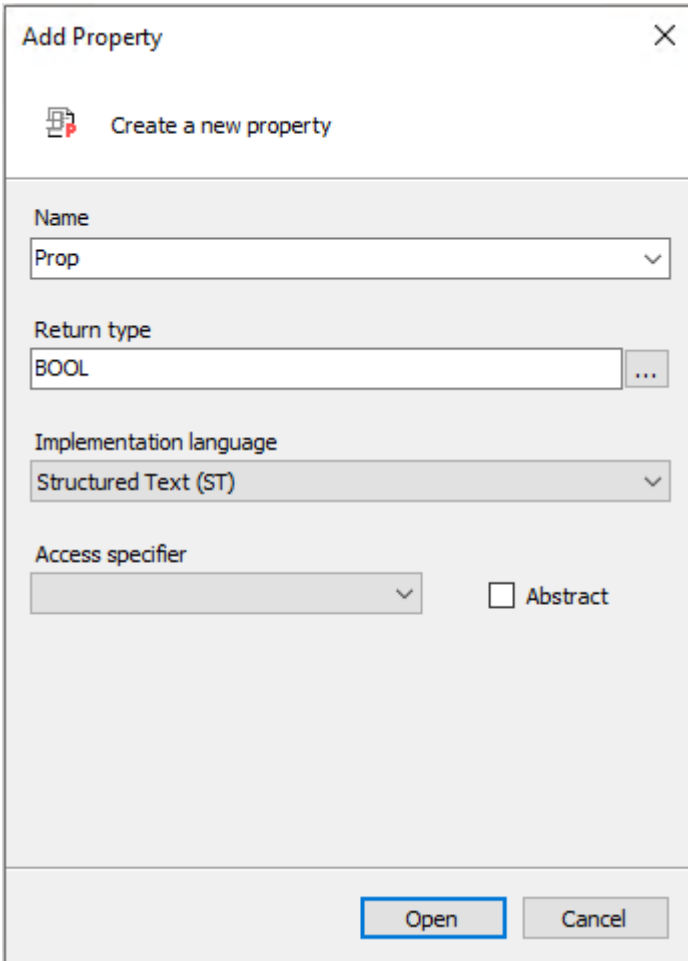 Add Property
Create a new property
Name
Prop
Return type
BOOL
...
Implementation language
Structured Text (ST)
Access specifier
Abstract
Open
Cancel